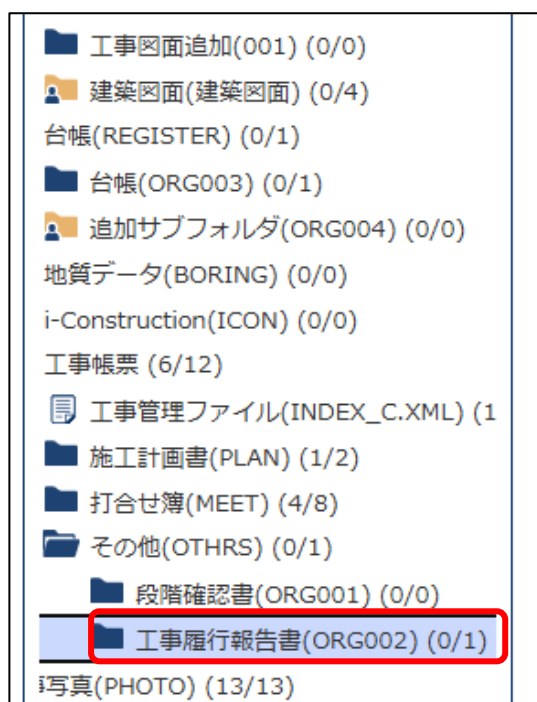 工事図面追加(001) (0/0)
建築図面(建築図面) (0/4)
台帳(REGISTER) (0/1)
台帳(ORG003) (0/1)
追加サブフォルダ(ORG004) (0/0)
地質データ(BORING) (0/0)
i-Construction(ICON) (0/0)
工事帳票 (6/12)
工事管理ファイル(INDEX_C.XML) (1
施工計画書(PLAN) (1/2)
打合せ簿(MEET) (4/8)
その他(OTHRS) (0/1)
段階確認書(ORG001) (0/0)
工事履行報告書(ORG002) (0/1)
写真(PHOTO) (13/13)